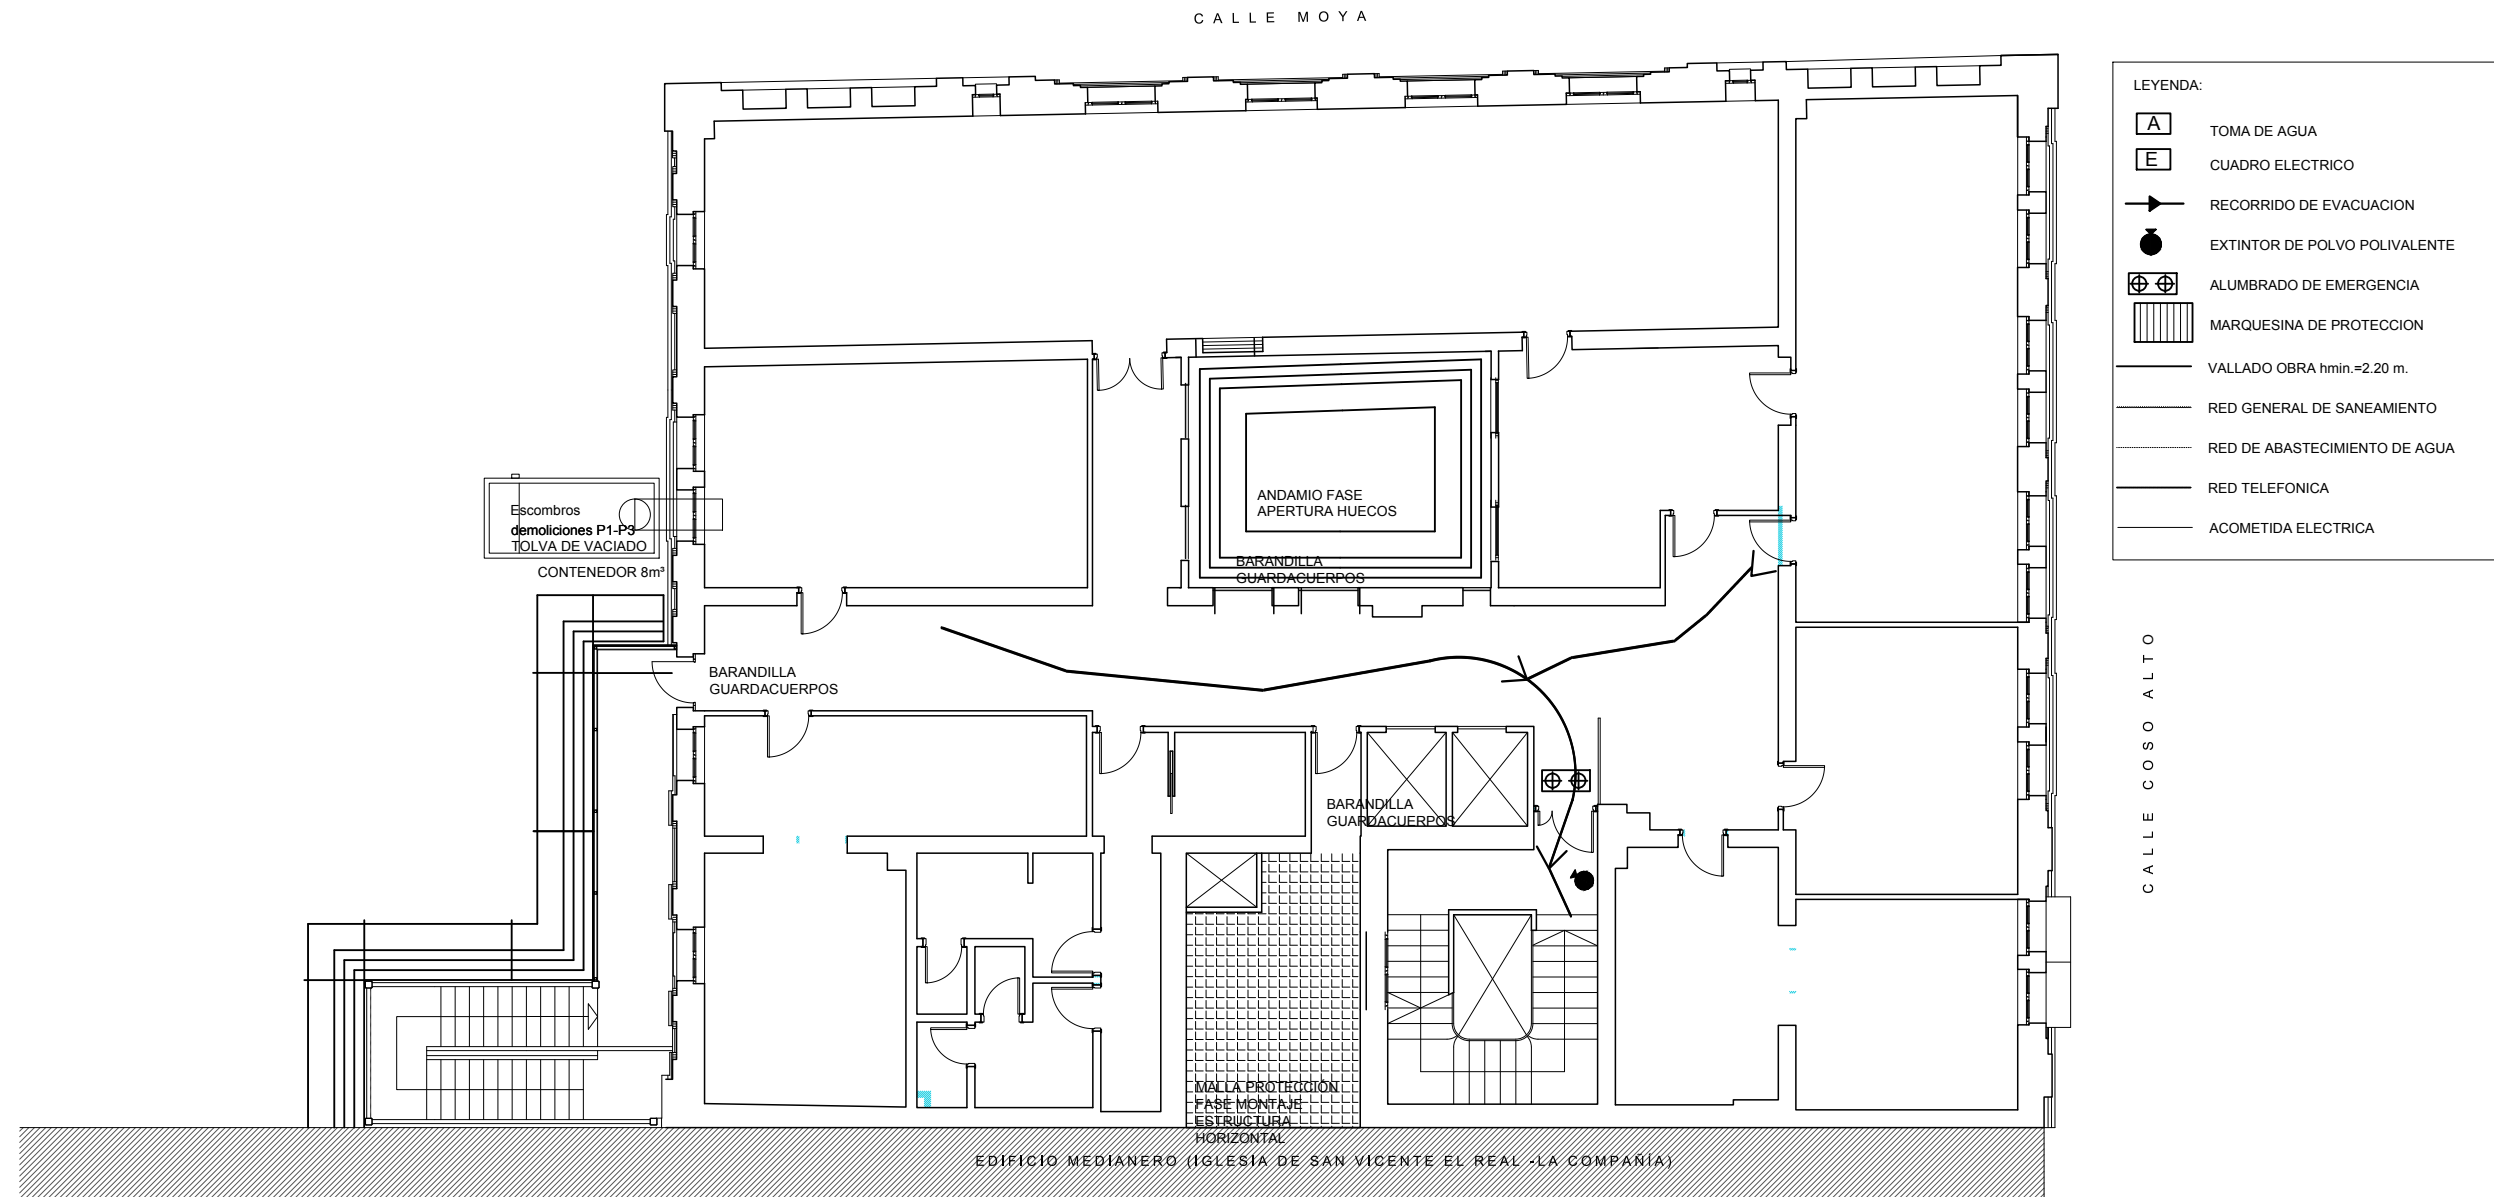 CALLE MOYA
LEYENDA:
A
TOMA DE AGUA
E
CUADRO ELECTRICO
RECORRIDO DE EVACUACION
EXTINTOR DE POLVO POLIVALENTE
ALUMBRADO DE EMERGENCIA
MARQUESINA DE PROTECCION
VALLADO OBRA hmin.=2.20 m.
RED GENERAL DE SANEAMIENTO
RED DE ABASTECIMIENTO DE AGUA
RED TELEFONICA
ACOMETIDA ELECTRICA
ANDAMIO FASE
APERTURA HUECOS
Escombros
demoliciones P1-P3
TOLVA DE VACIADO
CONTENEDOR 8m³
BARANDILLA
GUARDACUERPOS
BARANDILLA
GUARDACUERPOS
CALLE COSO ALTO
BARANDILLA
GUARDACUERPOS
MALLA PROTECCIÓN
FASE MONTAJE
ESTRUCTURA
HORIZONTAL
EDIFICIO MEDIANERO (IGLESIA DE SAN VICENTE EL REAL -LA COMPAÑÍA)